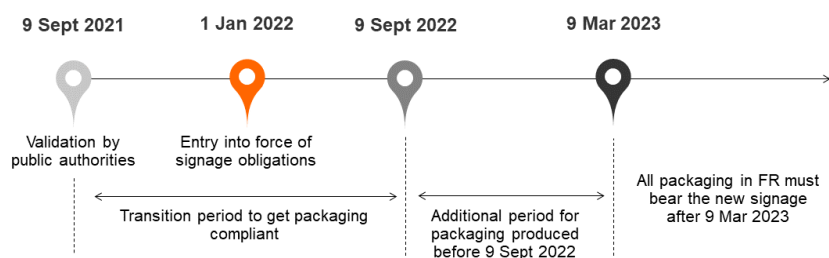 9 Sept 2021
1 Jan 2022
9 Sept 2022
9 Mar 2023
Validation by
public authorities
Entry into force of
signage obligations
Transition period to get packaging
compliant
Additional period for
packaging produced
before 9 Sept 2022
All packaging in FR must
bear the new signage
after 9 Mar 2023